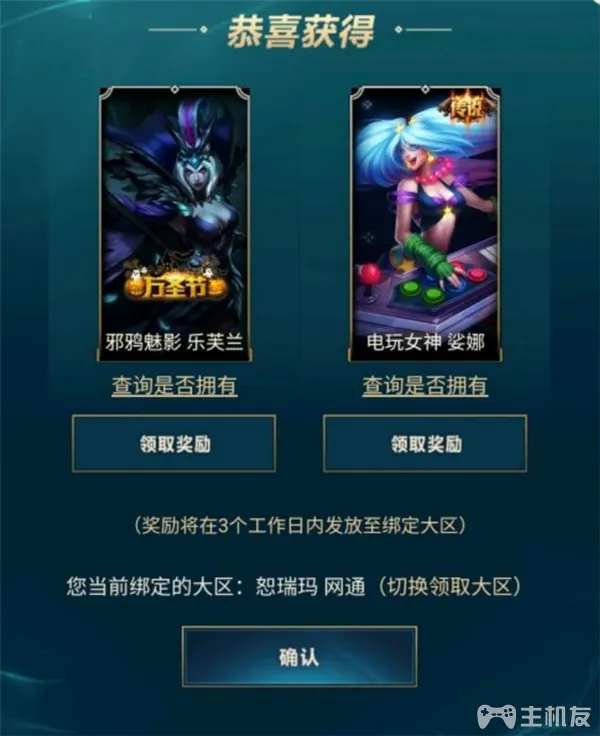 恭喜获得
传说
万圣节
邪鸦魅影 乐芙兰
电玩女神 娑娜
查询是否拥有
查询是否拥有
领取奖励
领取奖励
（奖励将在3个工作日内发放至绑定大区）
您当前绑定的大区：恕瑞玛 网通（切换领取大区）
确认
主机友